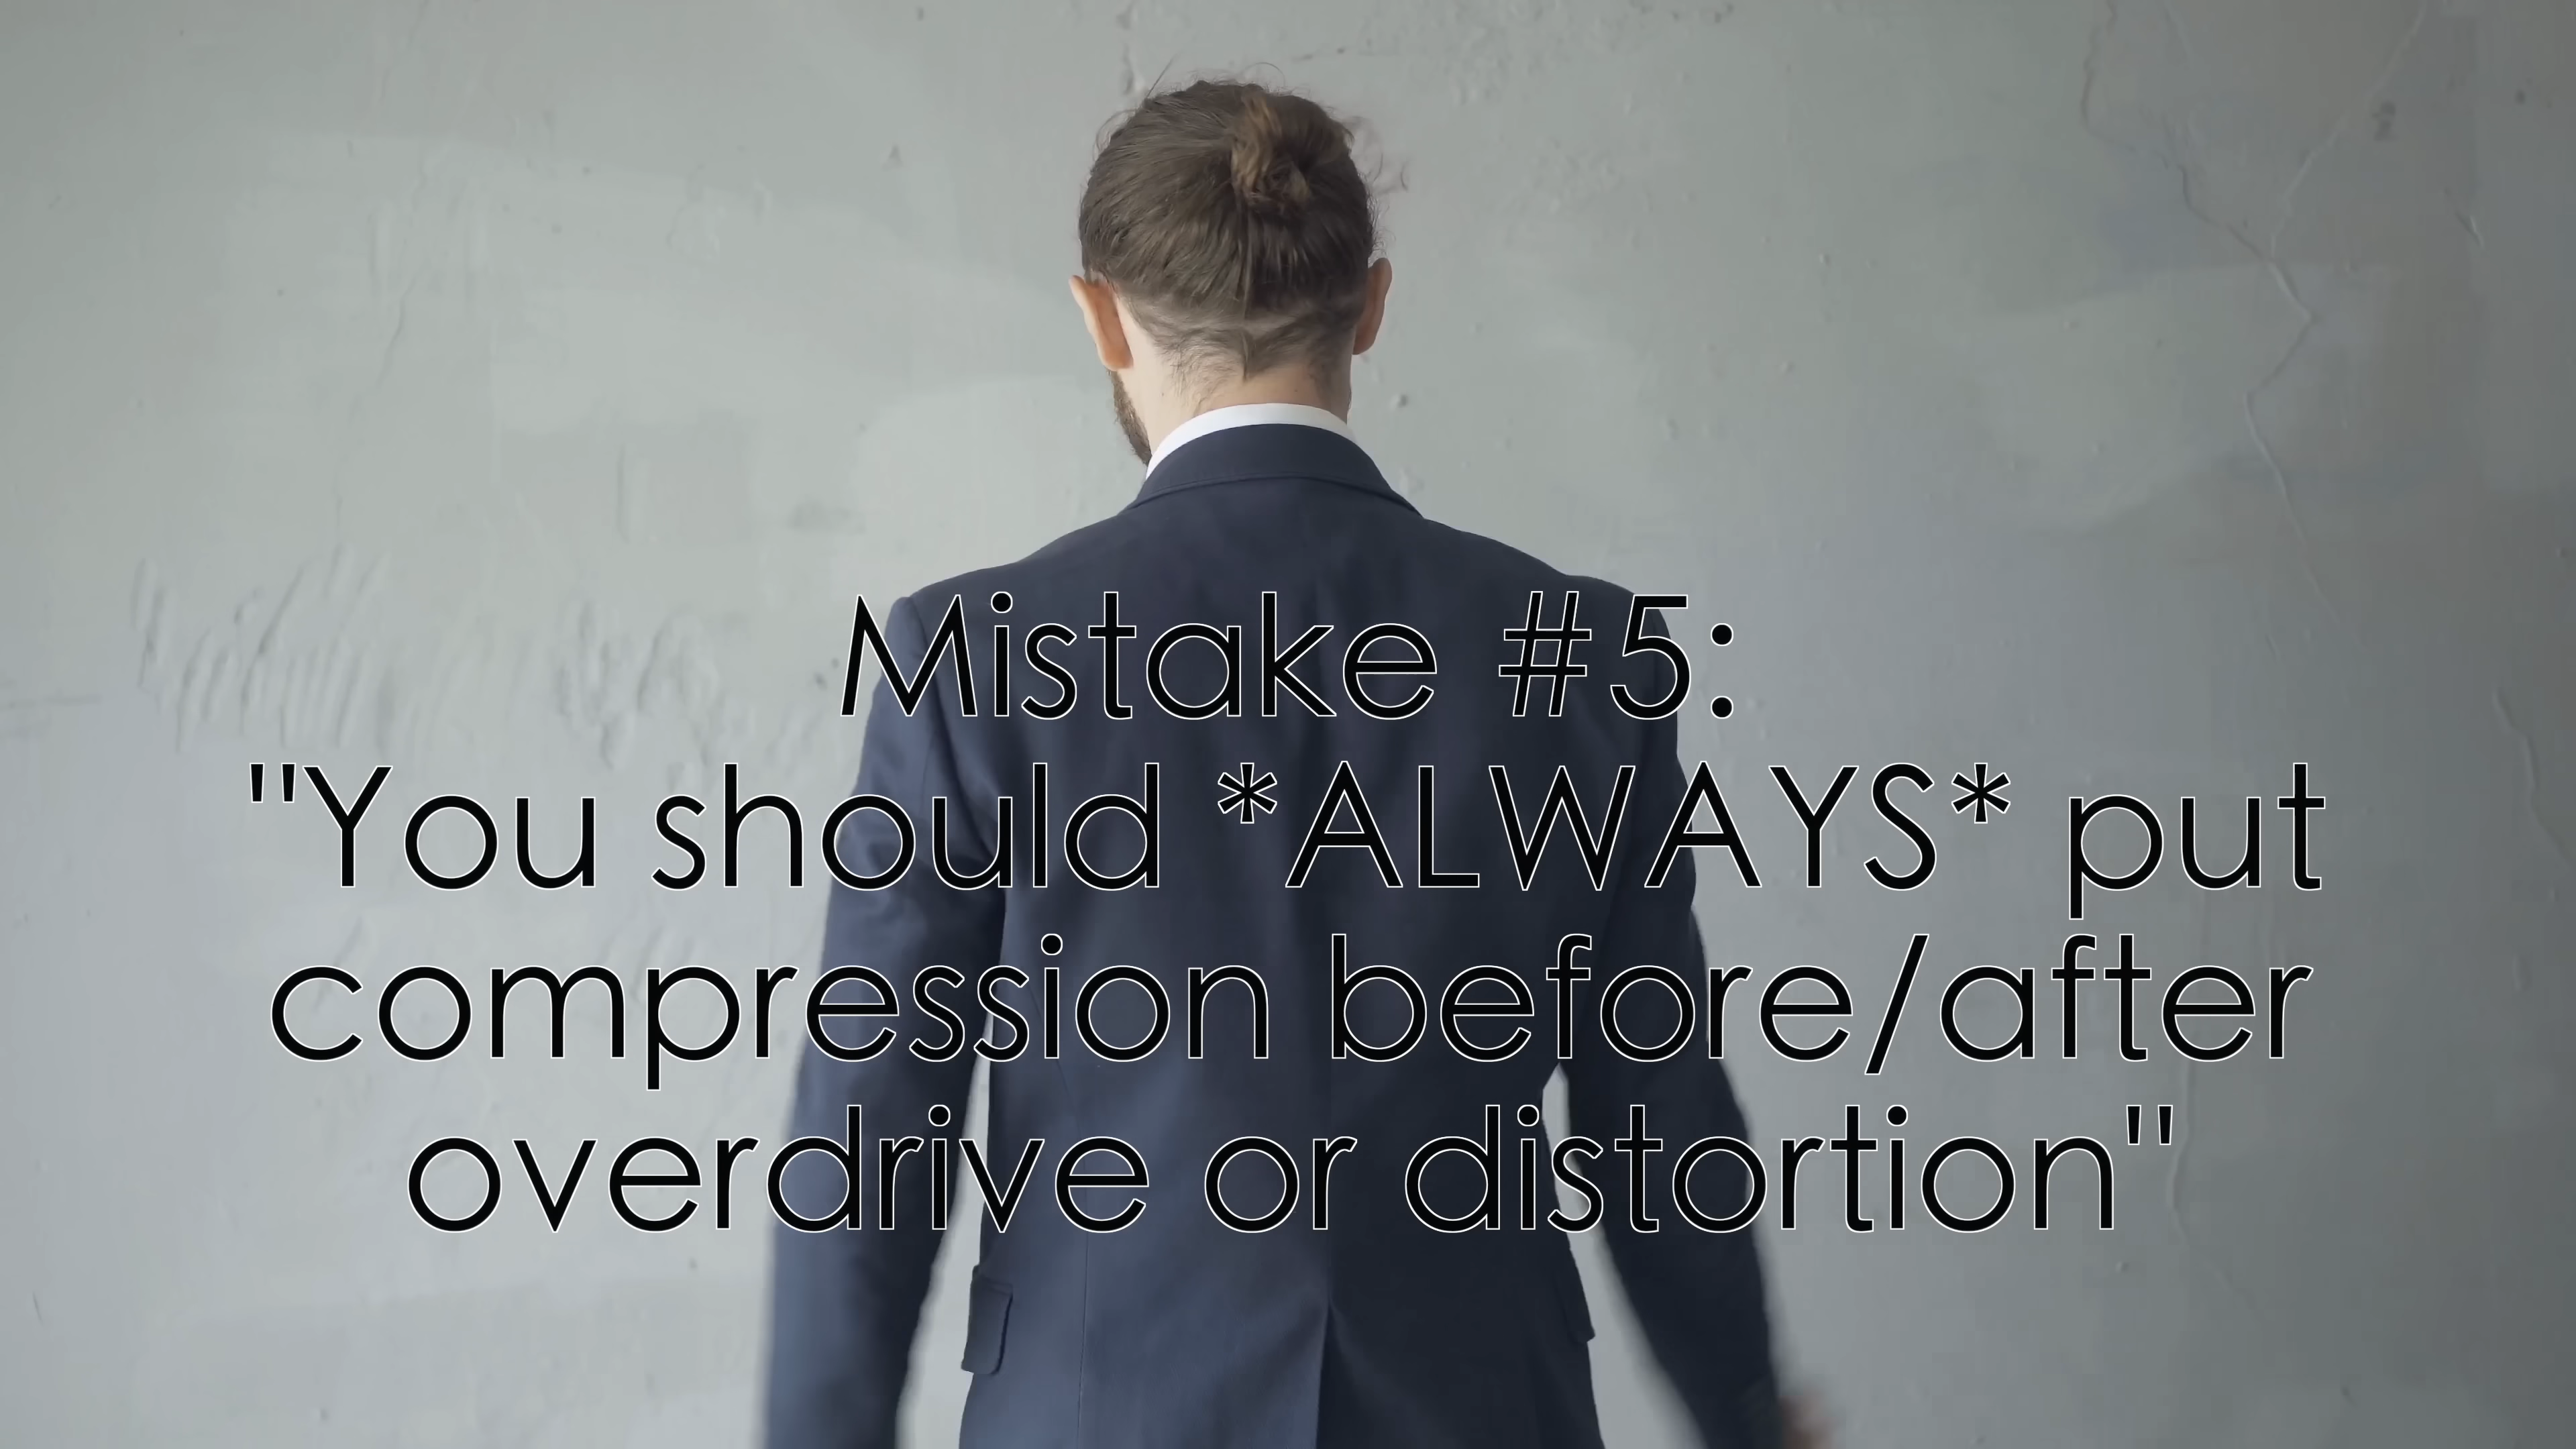 Mistake #5:
"You should *ALWAYS* put
compression before/after
overdrive or distortion"